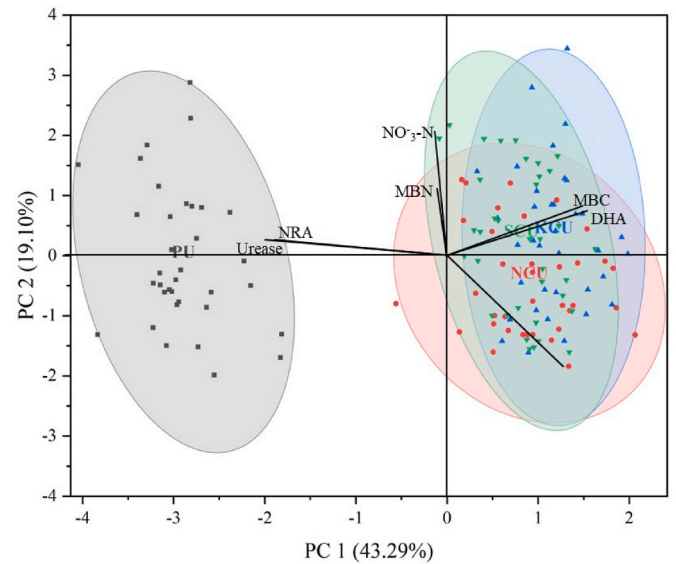 4
3
2
1
0
-1
-2
-3
-4
PC 2 (19.10%)
NO⁻₃-N
MBN
MBC
DHA
NRA
Urease
PU
KCU
NCU
-4
-3
-2
-1
0
1
2
PC 1 (43.29%)